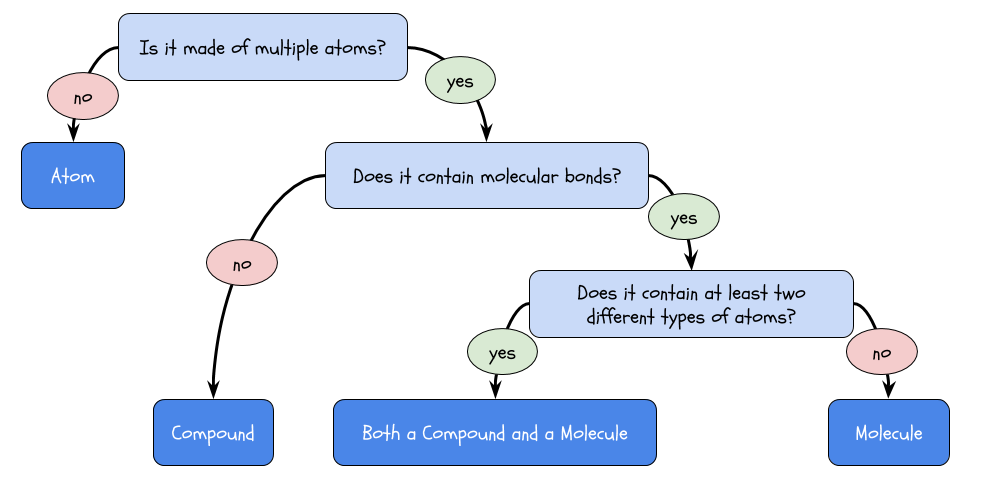 Is it made of multiple atoms?
no
yes
Atom
Does it contain molecular bonds?
yes
no
Does it contain at least two
different types of atoms?
yes
no
Compound
Both a Compound and a Molecule
Molecule